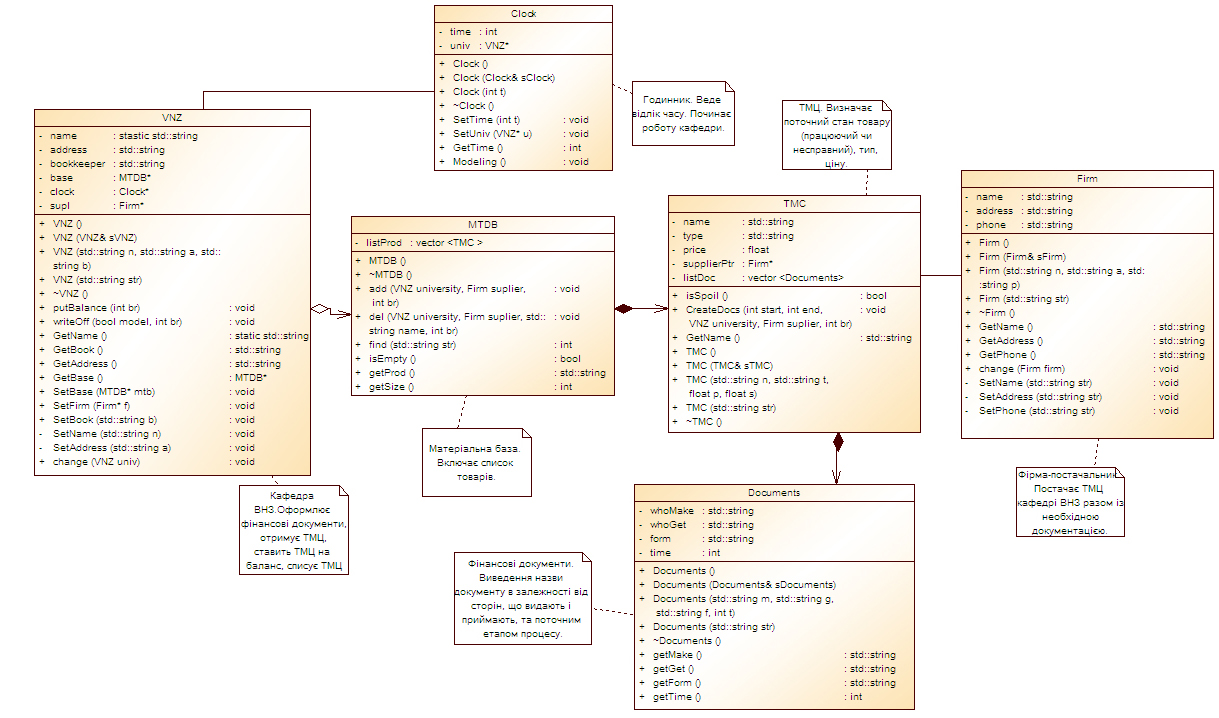 Clock
- time : int
- univ : VNZ*
+ Clock ()
+ Clock (Clock& sClock)
+ Clock (int t)
+ ~Clock ()
+ SetTime (int t) : void
+ SetUniv (VNZ* u) : void
+ GetTime () : int
+ Modeling () : void
Годинник. Веде
відлік часу. Починає
роботу кафедри.
ТМЦ. Визначає
поточний стан товару
(працюючий чи
несправний), тип,
ціну.
VNZ
- name : stastic std::string
- address : std::string
- bookkeeper : std::string
- base : MTDB*
- clock : Clock*
- supl : Firm*
+ VNZ ()
+ VNZ (VNZ& sVNZ)
+ VNZ (std::string n, std::string a, std::
string b)
+ VNZ (std::string str)
+ ~VNZ ()
+ putBalance (int br) : void
+ writeOff (bool model, int br) : void
+ GetName () : static std::string
+ GetBook () : std::string
+ GetAddress () : std::string
+ GetBase () : MTDB*
+ SetBase (MTDB* mtb) : void
+ SetFirm (Firm* f) : void
+ SetBook (std::string b) : void
- SetName (std::string n) : void
- SetAddress (std::string a) : void
+ change (VNZ univ) : void
Кафедра
ВНЗ.Оформлює
фінансові документи,
отримує ТМЦ,
ставить ТМЦ на
баланс, списує ТМЦ
MTDB
- listProd : vector <TMC >
+ MTDB ()
+ ~MTDB ()
+ add (VNZ university, Firm suplier, : void
int br)
+ del (VNZ university, Firm suplier, std:: : void
string name, int br)
+ find (std::string str) : int
+ isEmpty () : bool
+ getProd () : std::string
+ getSize () : int
Матеріальна база.
Включає список
товарів.
TMC
- name : std::string
- type : std::string
- price : float
- supplierPtr : Firm*
- listDoc : vector <Documents>
+ isSpoil () : bool
+ CreateDocs (int start, int end, : void
VNZ university, Firm suplier, int br)
+ GetName () : std::string
+ TMC ()
+ TMC (TMC& sTMC)
+ TMC (std::string n, std::string t,
float p, float s)
+ TMC (std::string str)
+ ~TMC ()
Firm
- name : std::string
- address : std::string
- phone : std::string
+ Firm ()
+ Firm (Firm& sFirm)
+ Firm (std::string n, std::string a, std:
:string p)
+ Firm (std::string str)
+ ~Firm ()
+ GetName () : std::string
+ GetAddress () : std::string
+ GetPhone () : std::string
+ change (Firm firm) : void
- SetName (std::string str) : void
- SetAddress (std::string str) : void
- SetPhone (std::string str) : void
Фірма-постачальник.
Постачає ТМЦ
кафедрі ВНЗ разом із
необхідною
документацією.
Documents
- whoMake : std::string
- whoGet : std::string
- form : std::string
- time : int
+ Documents ()
+ Documents (Documents& sDocuments)
+ Documents (std::string m, std::string g,
std::string f, int t)
+ Documents (std::string str)
+ ~Documents ()
+ getMake () : std::string
+ getGet () : std::string
+ getForm () : std::string
+ getTime () : int
Фінансові документи.
Виведення назви
документу в залежності від
сторін, що видають і
приймають, та поточним
етапом процесу.